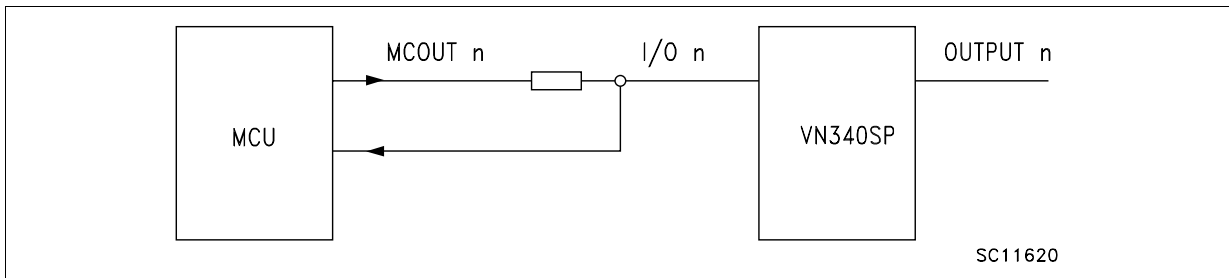 MCOUT n
I/O n
OUTPUT n
MCU
VN340SP
SC11620